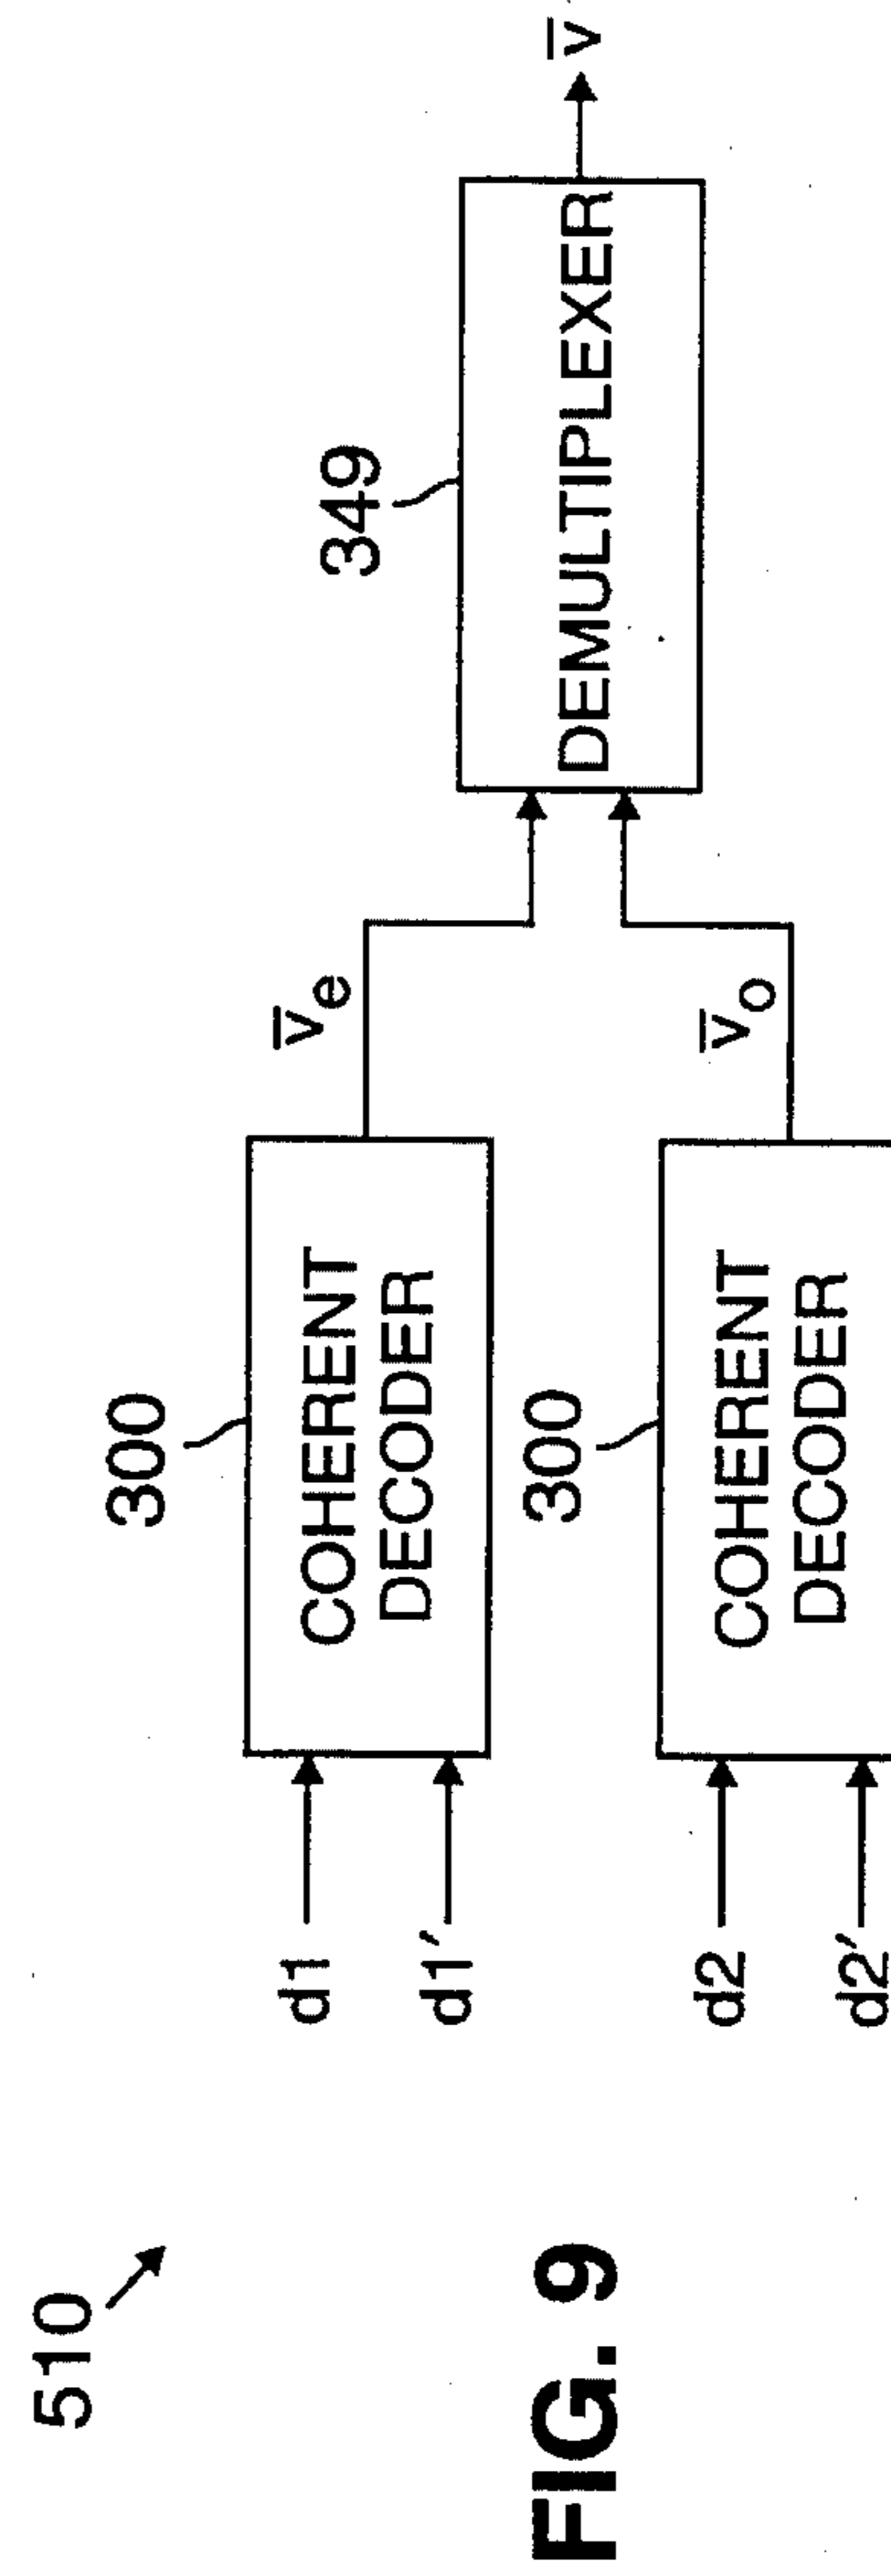 510
300
COHERENT
DECODER
d1
d1′
v̅e
300
COHERENT
DECODER
d2
d2′
v̅o
349
DEMULTIPLEXER
v̅
FIG. 9